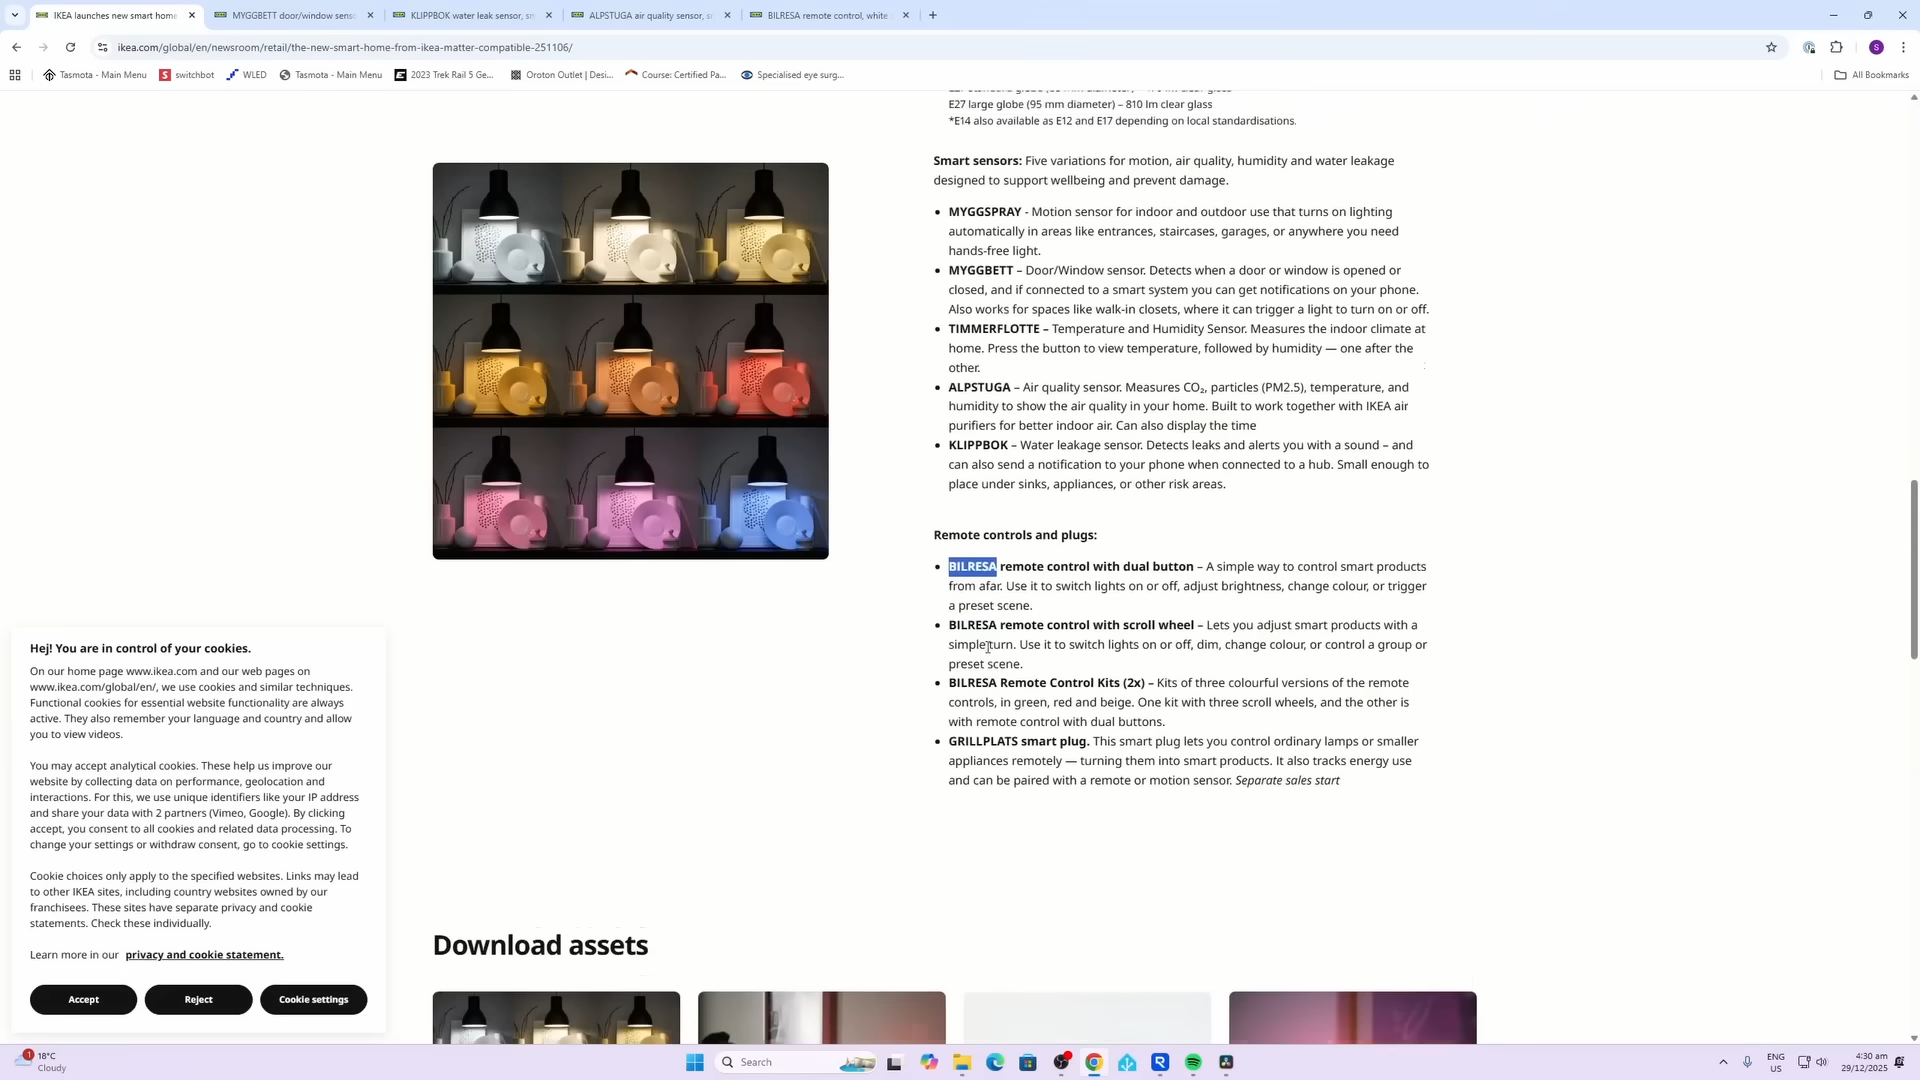 IKEA launches new smart home
MYGGBETT door/window senso
KLIPPBOK water leak sensor, sm
ALPSTUGA air quality sensor, s
BILRESA remote control, white
ikea.com/global/en/newsroom/retail/the-new-smart-home-from-ikea-matter-compatible-251106/
S
Tasmota - Main Menu
switchbot
WLED
Tasmota - Main Menu
2023 Trek Rail 5 Ge...
Oroton Outlet | Desi...
Course: Certified Pa...
Specialised eye surg...
All Bookmarks
E27 large globe (95 mm diameter) – 810 lm clear glass
*E14 also available as E12 and E17 depending on local standardisations.
Smart sensors: Five variations for motion, air quality, humidity and water leakage
designed to support wellbeing and prevent damage.
• MYGGSPRAY - Motion sensor for indoor and outdoor use that turns on lighting
automatically in areas like entrances, staircases, garages, or anywhere you need
hands-free light.
• MYGGBETT – Door/Window sensor. Detects when a door or window is opened or
closed, and if connected to a smart system you can get notifications on your phone.
Also works for spaces like walk-in closets, where it can trigger a light to turn on or off.
• TIMMERFLOTTE – Temperature and Humidity Sensor. Measures the indoor climate at
home. Press the button to view temperature, followed by humidity — one after the
other.
• ALPSTUGA – Air quality sensor. Measures CO₂, particles (PM2.5), temperature, and
humidity to show the air quality in your home. Built to work together with IKEA air
purifiers for better indoor air. Can also display the time
• KLIPPBOK – Water leakage sensor. Detects leaks and alerts you with a sound – and
can also send a notification to your phone when connected to a hub. Small enough to
place under sinks, appliances, or other risk areas.
Remote controls and plugs:
• BILRESA remote control with dual button – A simple way to control smart products
from afar. Use it to switch lights on or off, adjust brightness, change colour, or trigger
a preset scene.
• BILRESA remote control with scroll wheel – Lets you adjust smart products with a
simple turn. Use it to switch lights on or off, dim, change colour, or control a group or
preset scene.
• BILRESA Remote Control Kits (2x) – Kits of three colourful versions of the remote
controls, in green, red and beige. One kit with three scroll wheels, and the other is
with remote control with dual buttons.
• GRILLPLATS smart plug. This smart plug lets you control ordinary lamps or smaller
appliances remotely — turning them into smart products. It also tracks energy use
and can be paired with a remote or motion sensor. Separate sales start
Download assets
Hej! You are in control of your cookies.
On our home page www.ikea.com and our web pages on
www.ikea.com/global/en/, we use cookies and similar techniques.
Functional cookies for essential website functionality are always
active. They also remember your language and country and allow
you to view videos.
You may accept analytical cookies. These help us improve our
website by collecting data on performance, geolocation and
interactions. For this, we use unique identifiers like your IP address
and share your data with 2 partners (Vimeo, Google). By clicking
accept, you consent to all cookies and related data processing. To
change your settings or withdraw consent, go to cookie settings.
Cookie choices only apply to the specified websites. Links may lead
to other IKEA sites, including country websites owned by our
franchisees. These sites have separate privacy and cookie
statements. Check these individually.
Learn more in our privacy and cookie statement.
Accept
Reject
Cookie settings
1
18°C
Cloudy
Search
ENG
US
4:30 am
29/12/2025